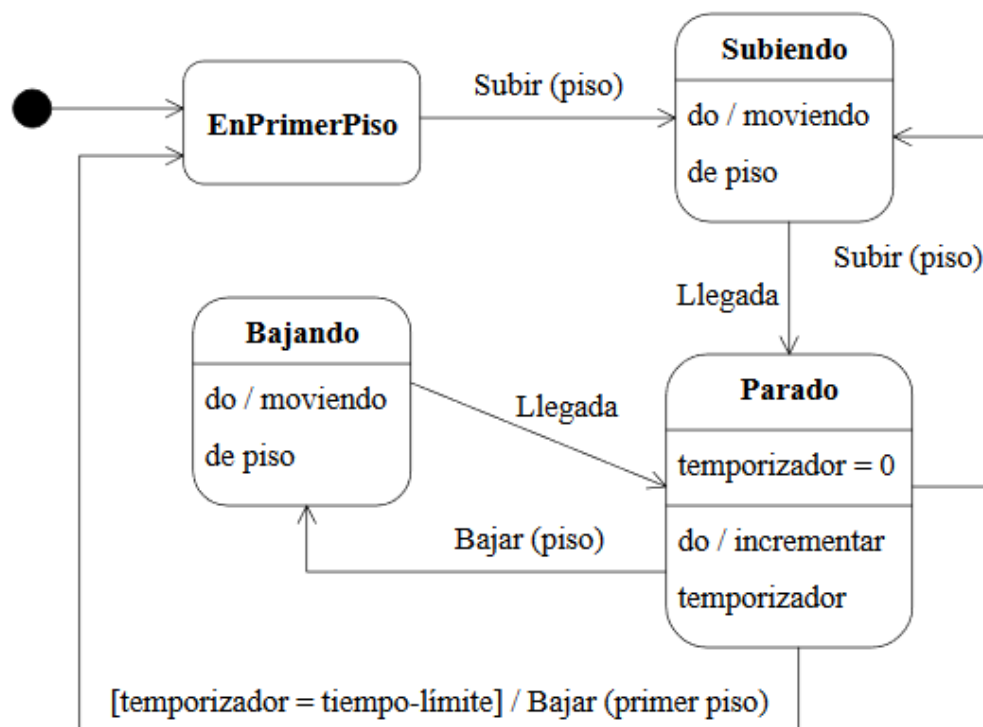 Subiendo
do / moviendo
de piso
Subir (piso)
EnPrimerPiso
Subir (piso)
Llegada
Bajando
do / moviendo
de piso
Llegada
Parado
temporizador = 0
do / incrementar
temporizador
Bajar (piso)
[temporizador = tiempo-límite] / Bajar (primer piso)